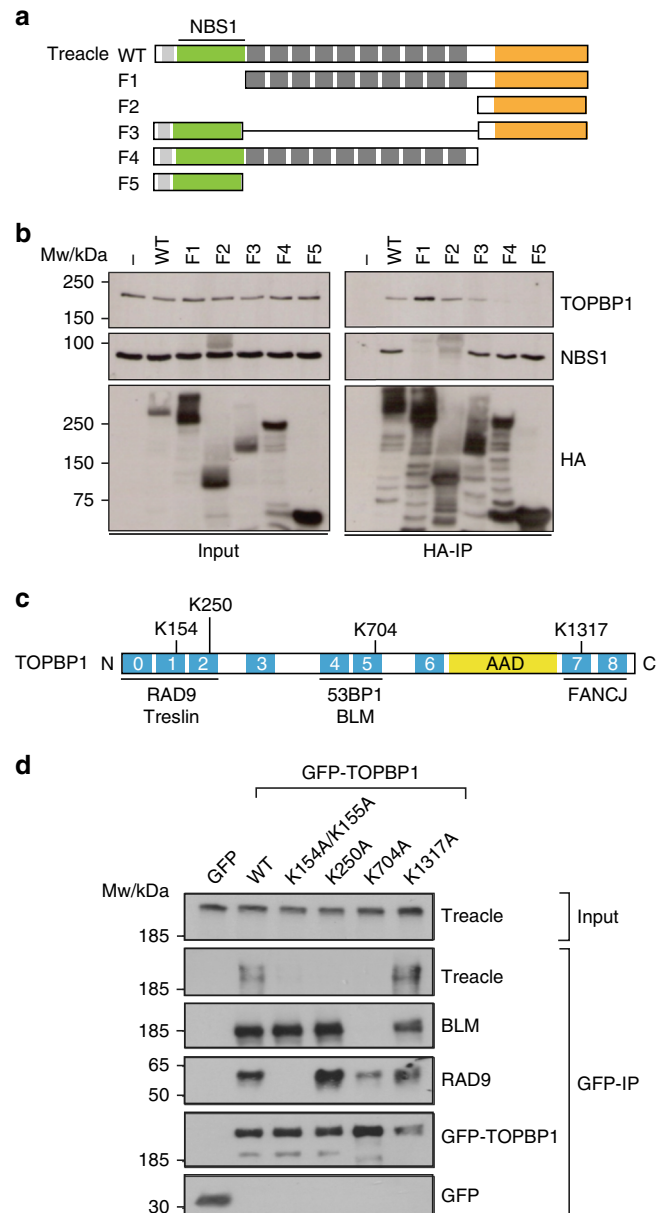 a
NBS1
Treacle WT
F1
F2
F3
F4
F5
b
Mw/kDa – WT F1 F2 F3 F4 F5 – WT F1 F2 F3 F4 F5
250
150
TOPBP1
100
NBS1
250
150
75
HA
Input HA-IP
c
K250
K154 K704 K1317
TOPBP1 N 0 1 2 3 4 5 6 AAD 7 8 C
RAD9 53BP1 FANCJ
Treslin BLM
d
GFP-TOPBP1
GFP WT K154A/K155A K250A K704A K1317A
Mw/kDa
Treacle Input
185
Treacle
185
185 BLM
65
RAD9
50
GFP-IP
GFP-TOPBP1
185
GFP
30